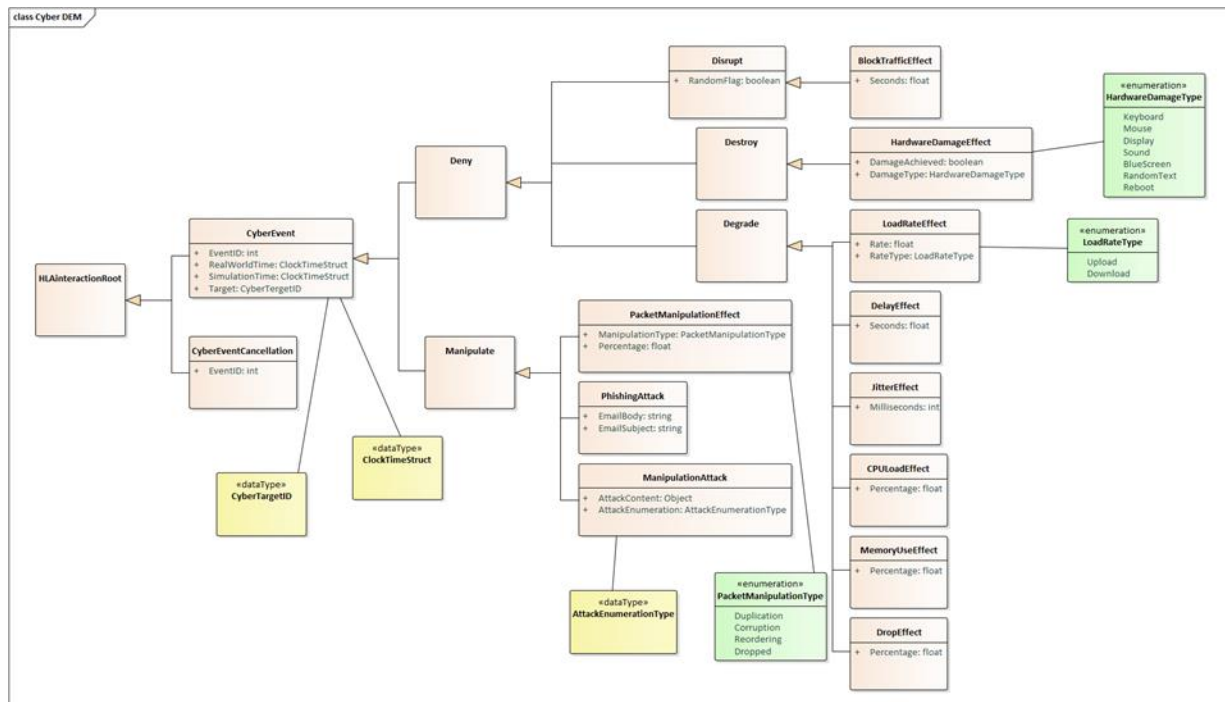 class Cyber DEM
Disrupt
+ RandomFlag: boolean
BlockTrafficEffect
+ Seconds: float
«enumeration»
HardwareDamageType
Keyboard
Mouse
Display
Sound
BlueScreen
RandomText
Reboot
Deny
Destroy
HardwareDamageEffect
+ DamageAchieved: boolean
+ DamageType: HardwareDamageType
CyberEvent
+ EventID: int
+ RealWorldTime: ClockTimeStruct
+ SimulationTime: ClockTimeStruct
+ Target: CyberTergetID
Degrade
LoadRateEffect
+ Rate: float
+ RateType: LoadRateType
«enumeration»
LoadRateType
Upload
Download
HLAinteractionRoot
CyberEventCancellation
+ EventID: int
Manipulate
PacketManipulationEffect
+ ManipulationType: PacketManipulationType
+ Percentage: float
DelayEffect
+ Seconds: float
PhishingAttack
+ EmailBody: string
+ EmailSubject: string
JitterEffect
+ Milliseconds: int
«dataType»
ClockTimeStruct
«dataType»
CyberTargetID
ManipulationAttack
+ AttackContent: Object
+ AttackEnumeration: AttackEnumerationType
CPULoadEffect
+ Percentage: float
MemoryUseEffect
+ Percentage: float
«dataType»
AttackEnumerationType
«enumeration»
PacketManipulationType
Duplication
Corruption
Reordering
Dropped
DropEffect
+ Percentage: float